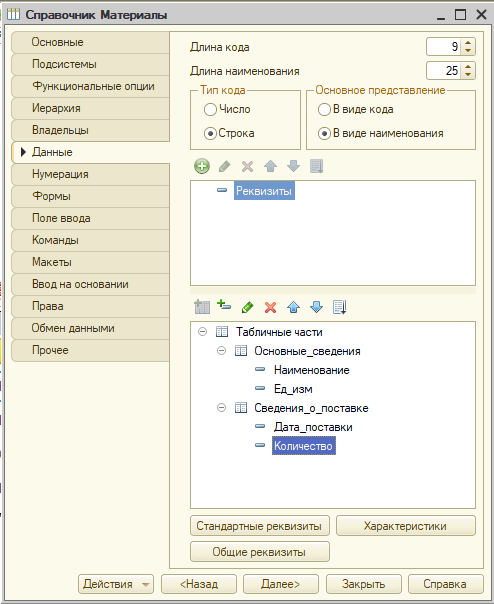 Справочник Материалы
Основные
Подсистемы
Функциональные опции
Иерархия
Владельцы
Данные
Нумерация
Формы
Поле ввода
Команды
Макеты
Ввод на основании
Права
Обмен данными
Прочее
Длина кода 9
Длина наименования 25
Тип кода
Число
Строка
Основное представление
В виде кода
В виде наименования
Реквизиты
Табличные части
Основные_сведения
Наименование
Ед_изм
Сведения_о_поставке
Дата_поставки
Количество
Стандартные реквизиты Характеристики
Общие реквизиты
Действия <Назад Далее> Закрыть Справка